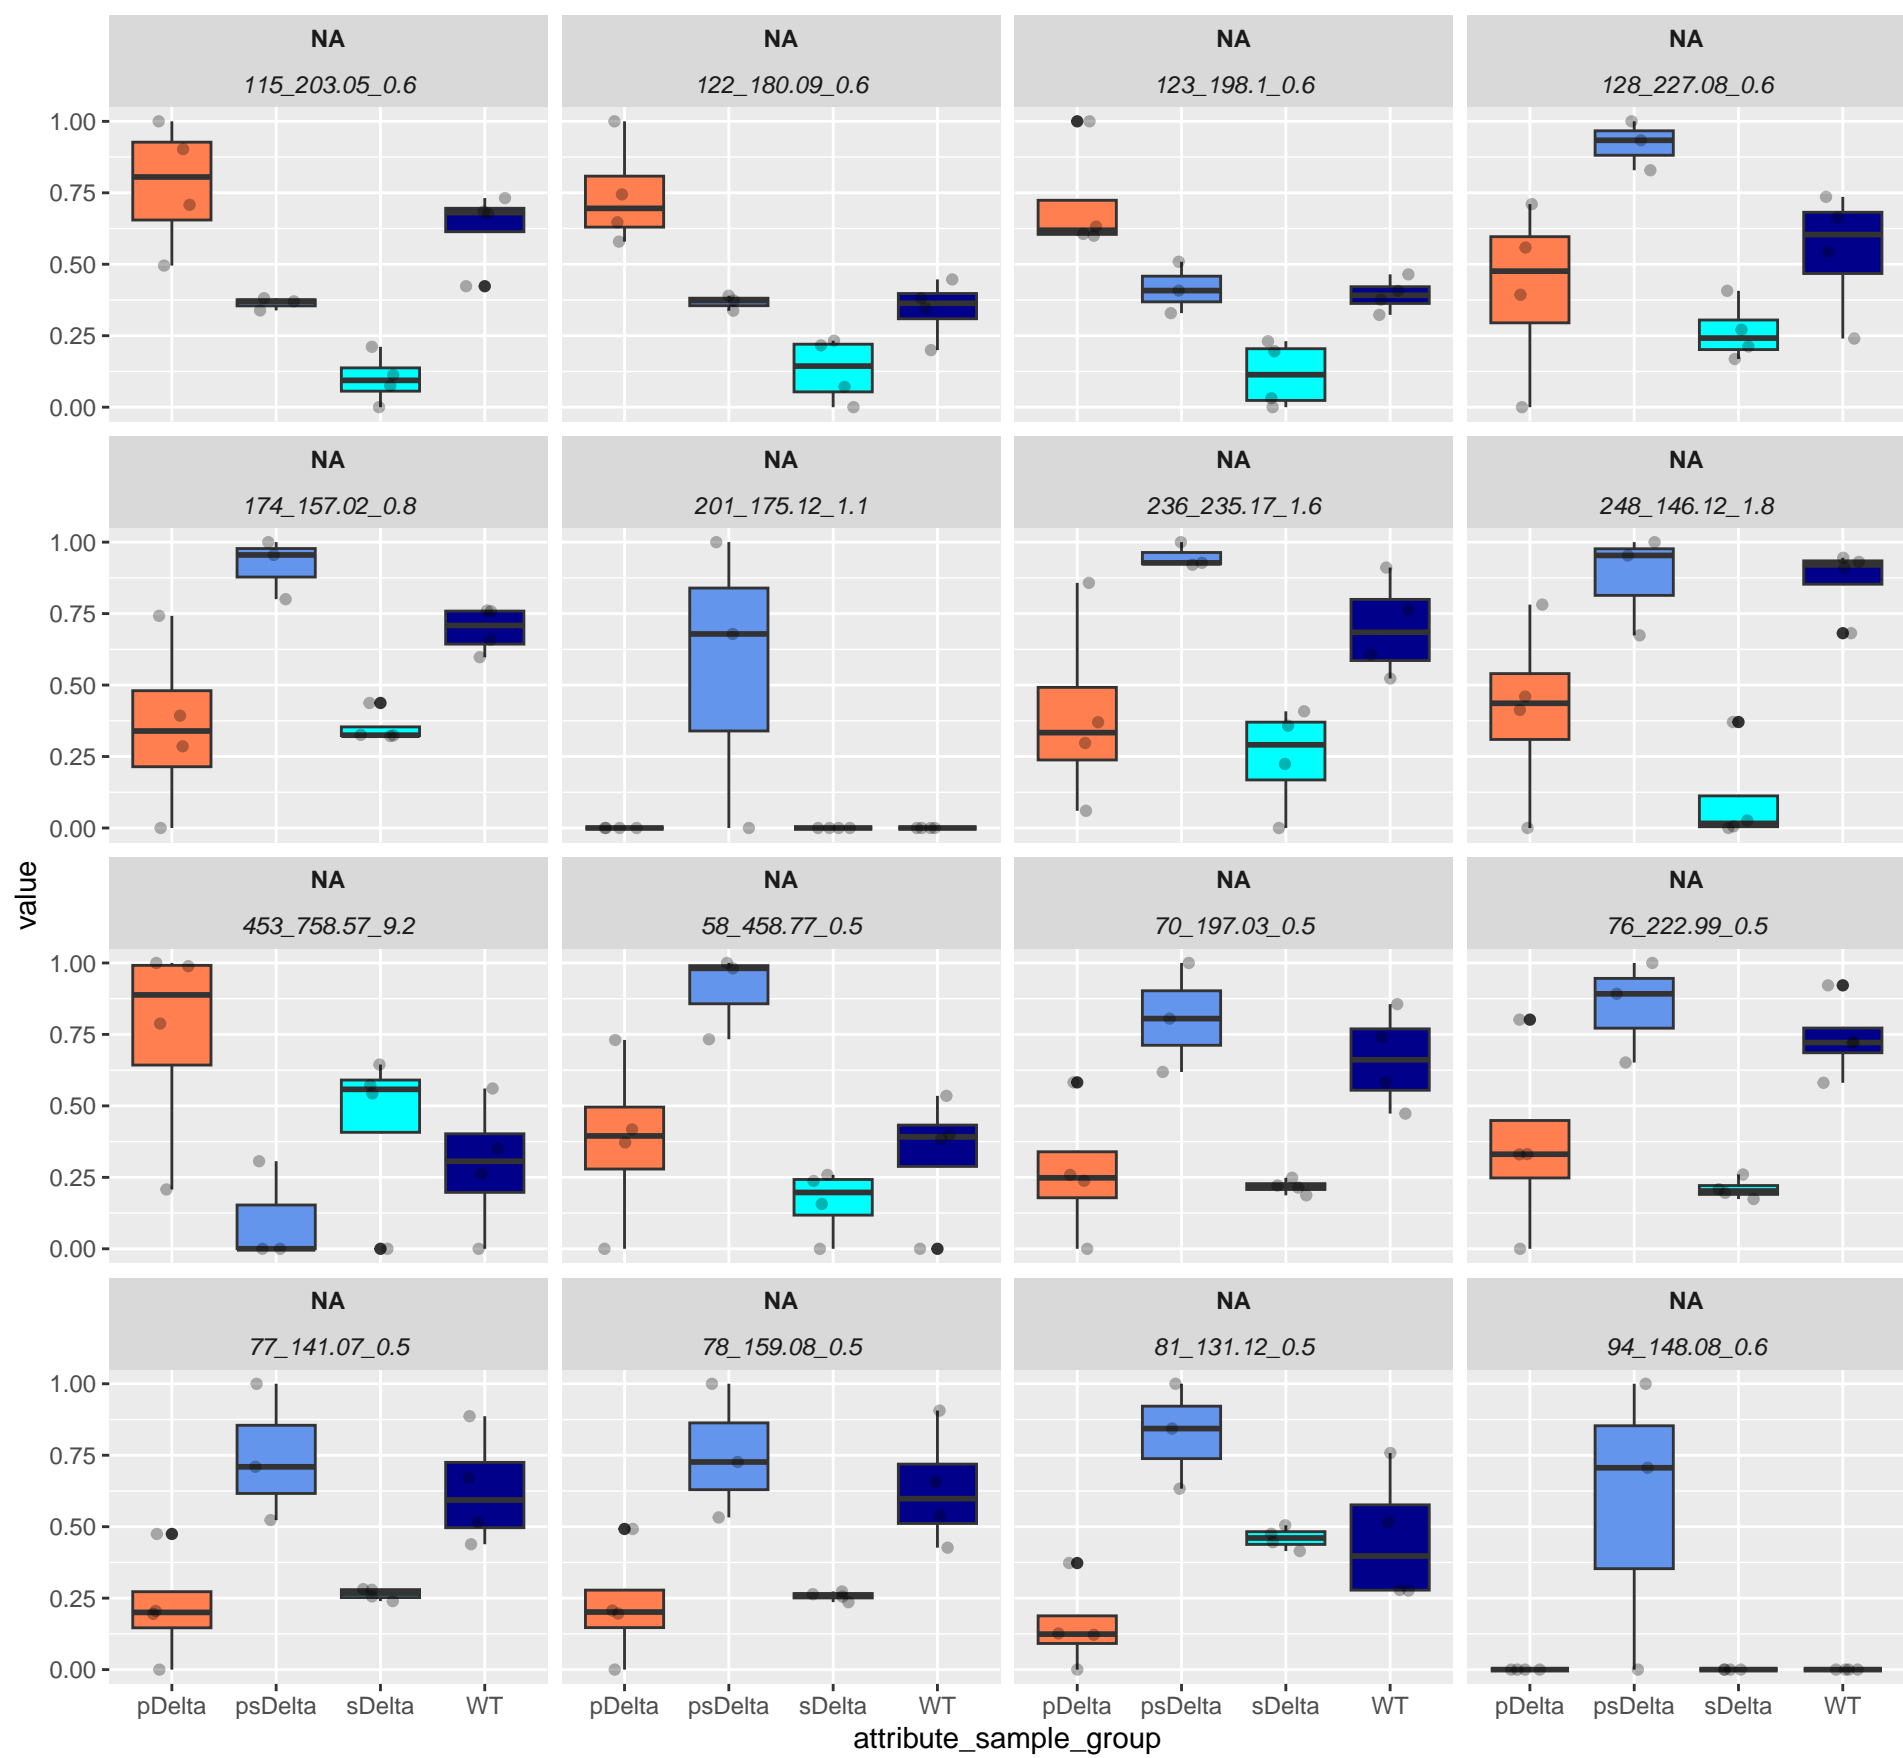 NA
115_203.05_0.6
NA
122_180.09_0.6
NA
123_198.1_0.6
NA
128_227.08_0.6
1.00
0.75
0.50
0.25
0.00
NA
174_157.02_0.8
NA
201_175.12_1.1
NA
236_235.17_1.6
NA
248_146.12_1.8
1.00
0.75
0.50
0.25
0.00
value
NA
453_758.57_9.2
NA
58_458.77_0.5
NA
70_197.03_0.5
NA
76_222.99_0.5
1.00
0.75
0.50
0.25
0.00
NA
77_141.07_0.5
NA
78_159.08_0.5
NA
81_131.12_0.5
NA
94_148.08_0.6
1.00
0.75
0.50
0.25
0.00
pDelta psDelta sDelta WT
pDelta psDelta sDelta WT
pDelta psDelta sDelta WT
pDelta psDelta sDelta WT
attribute_sample_group